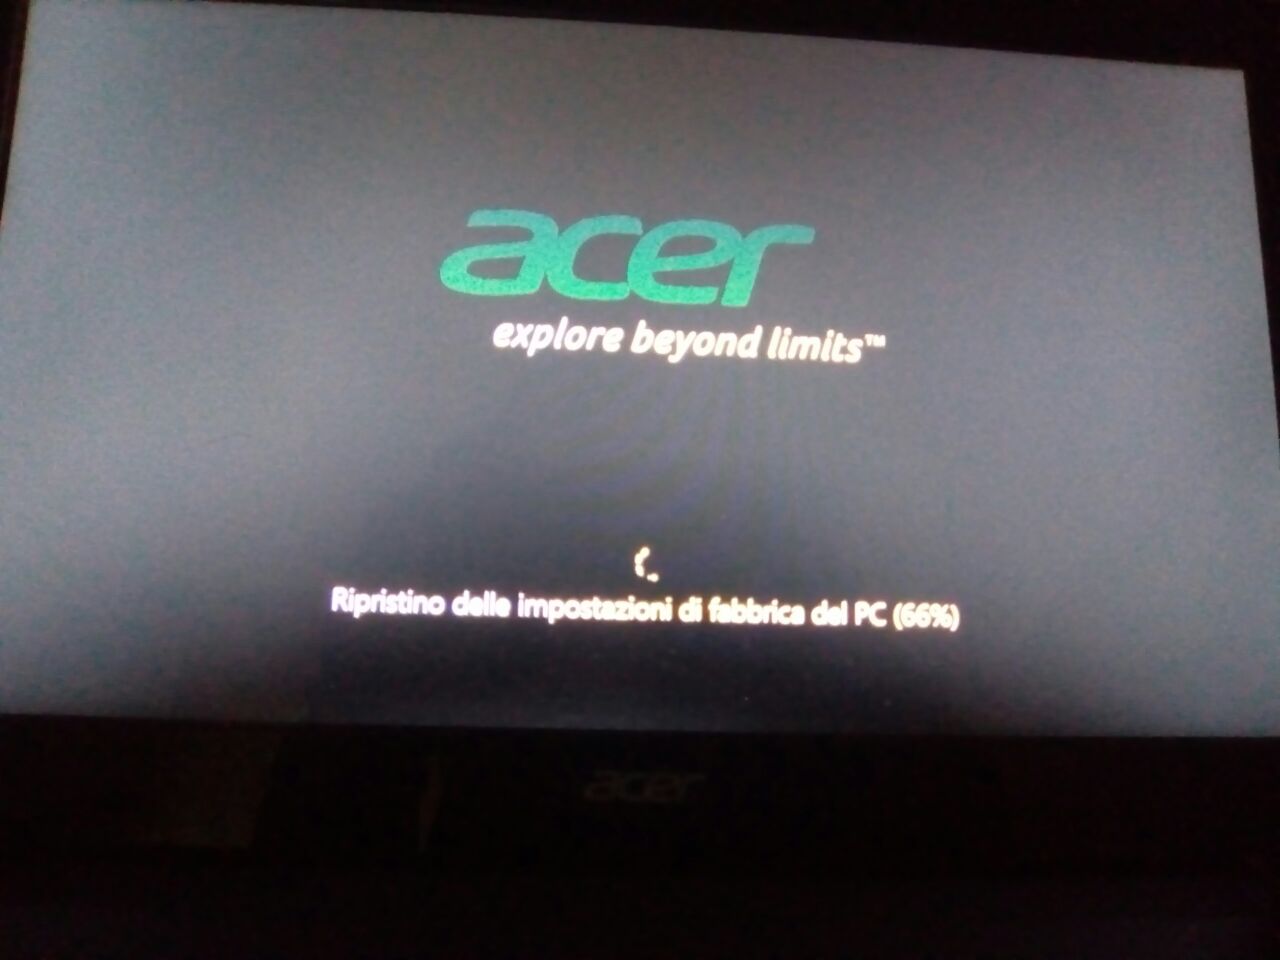 acer
explore beyond limits™
Ripristino delle impostazioni di fabbrica del PC (66%)
acer